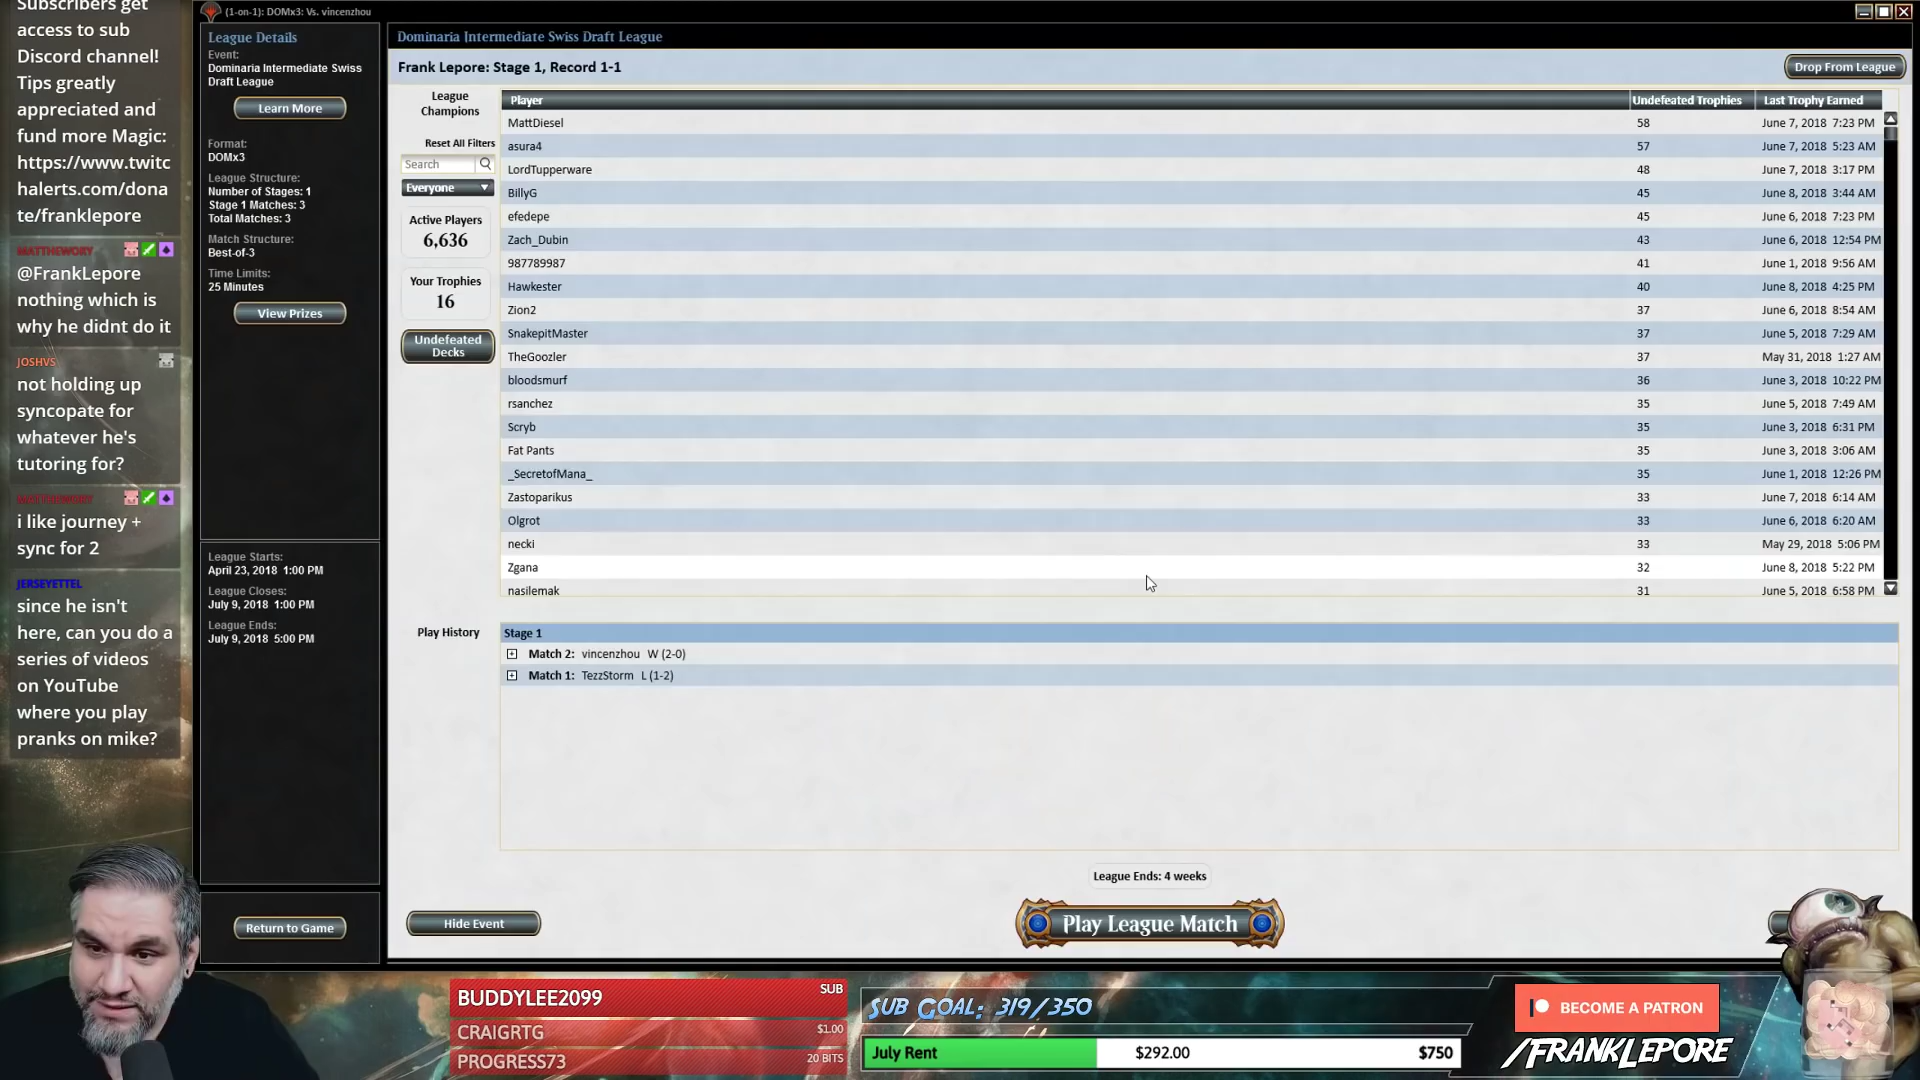 Subscribers get
access to sub
Discord channel!
Tips greatly
appreciated and
fund more Magic:
https://www.twitc
halerts.com/dona
te/franklepore
MATTHEWORY
@FrankLepore
nothing which is
why he didnt do it
JOSHVS
not holding up
syncopate for
whatever he's
tutoring for?
MATTHEWORY
i like journey +
sync for 2
JERSEYETTEL
since he isn't
here, can you do a
series of videos
on YouTube
where you play
pranks on mike?
(1-on-1): DOMx3: Vs. vincenzhou
League Details
Event:
Dominaria Intermediate Swiss
Draft League
Learn More
Format:
DOMx3
League Structure:
Number of Stages: 1
Stage 1 Matches: 3
Total Matches: 3
Match Structure:
Best-of-3
Time Limits:
25 Minutes
View Prizes
League Starts:
April 23, 2018 1:00 PM
League Closes:
July 9, 2018 1:00 PM
League Ends:
July 9, 2018 5:00 PM
Return to Game
Dominaria Intermediate Swiss Draft League
Frank Lepore: Stage 1, Record 1-1
Drop From League
League
Champions
Reset All Filters
Search
Everyone
Active Players
6,636
Your Trophies
16
Undefeated
Decks
Player Undefeated Trophies Last Trophy Earned
MattDiesel 58 June 7, 2018 7:23 PM
asura4 57 June 7, 2018 5:23 AM
LordTupperware 48 June 7, 2018 3:17 PM
BillyG 45 June 8, 2018 3:44 AM
efedepe 45 June 6, 2018 7:23 PM
Zach_Dubin 43 June 6, 2018 12:54 PM
987789987 41 June 1, 2018 9:56 AM
Hawkester 40 June 8, 2018 4:25 PM
Zion2 37 June 6, 2018 8:54 AM
SnakepitMaster 37 June 5, 2018 7:29 AM
TheGoozler 37 May 31, 2018 1:27 AM
bloodsmurf 36 June 3, 2018 10:22 PM
rsanchez 35 June 5, 2018 7:49 AM
Scryb 35 June 3, 2018 6:31 PM
Fat Pants 35 June 3, 2018 3:06 AM
_SecretofMana_ 35 June 1, 2018 12:26 PM
Zastoparikus 33 June 7, 2018 6:14 AM
Olgrot 33 June 6, 2018 6:20 AM
necki 33 May 29, 2018 5:06 PM
Zgana 32 June 8, 2018 5:22 PM
nasilemak 31 June 5, 2018 6:58 PM
Play History
Stage 1
Match 2: vincenzhou W (2-0)
Match 1: TezzStorm L (1-2)
League Ends: 4 weeks
Hide Event
Play League Match
BUDDYLEE2099 SUB
CRAIGRTG $1.00
PROGRESS73 20 BITS
SUB GOAL: 319/350
July Rent $292.00 $750
BECOME A PATRON
/FRANKLEPORE